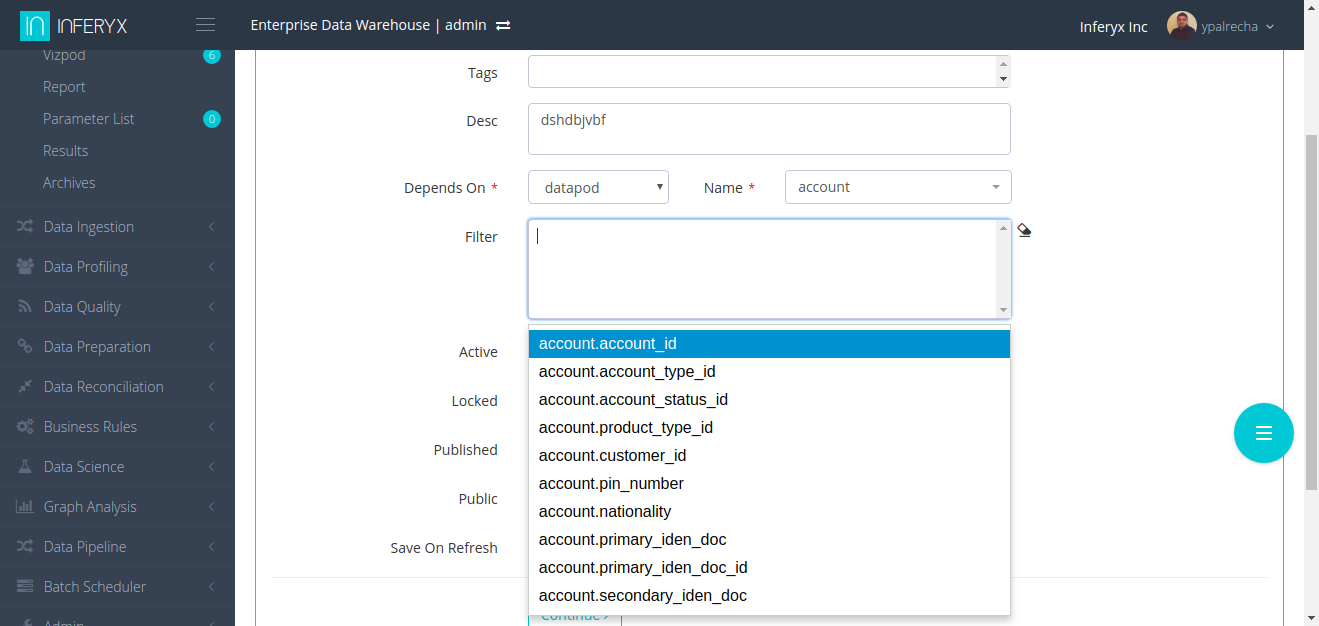 INFERYX
Enterprise Data Warehouse | admin
Inferyx Inc
ypalrecha
Vizpod
6
Report
Parameter List
0
Results
Archives
Data Ingestion
Data Profiling
Data Quality
Data Preparation
Data Reconciliation
Business Rules
Data Science
Graph Analysis
Data Pipeline
Batch Scheduler
Admin
Tags
Desc
dshdbjvbf
Depends On *
datapod
Name *
account
Filter
account.account_id
account.account_type_id
account.account_status_id
account.product_type_id
account.customer_id
account.pin_number
account.nationality
account.primary_iden_doc
account.primary_iden_doc_id
account.secondary_iden_doc
Active
Locked
Published
Public
Save On Refresh
Continue